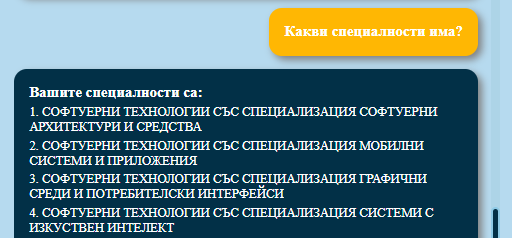 Какви специалности има?
Вашите специалности са:
1. СОФТУЕРНИ ТЕХНОЛОГИИ СЪС СПЕЦИАЛИЗАЦИЯ СОФТУЕРНИ
АРХИТЕКТУРИ И СРЕДСТВА
2. СОФТУЕРНИ ТЕХНОЛОГИИ СЪС СПЕЦИАЛИЗАЦИЯ МОБИЛНИ
СИСТЕМИ И ПРИЛОЖЕНИЯ
3. СОФТУЕРНИ ТЕХНОЛОГИИ СЪС СПЕЦИАЛИЗАЦИЯ ГРАФИЧНИ
СРЕДИ И ПОТРЕБИТЕЛСКИ ИНТЕРФЕЙСИ
4. СОФТУЕРНИ ТЕХНОЛОГИИ СЪС СПЕЦИАЛИЗАЦИЯ СИСТЕМИ С
ИЗКУСТВЕН ИНТЕЛЕКТ